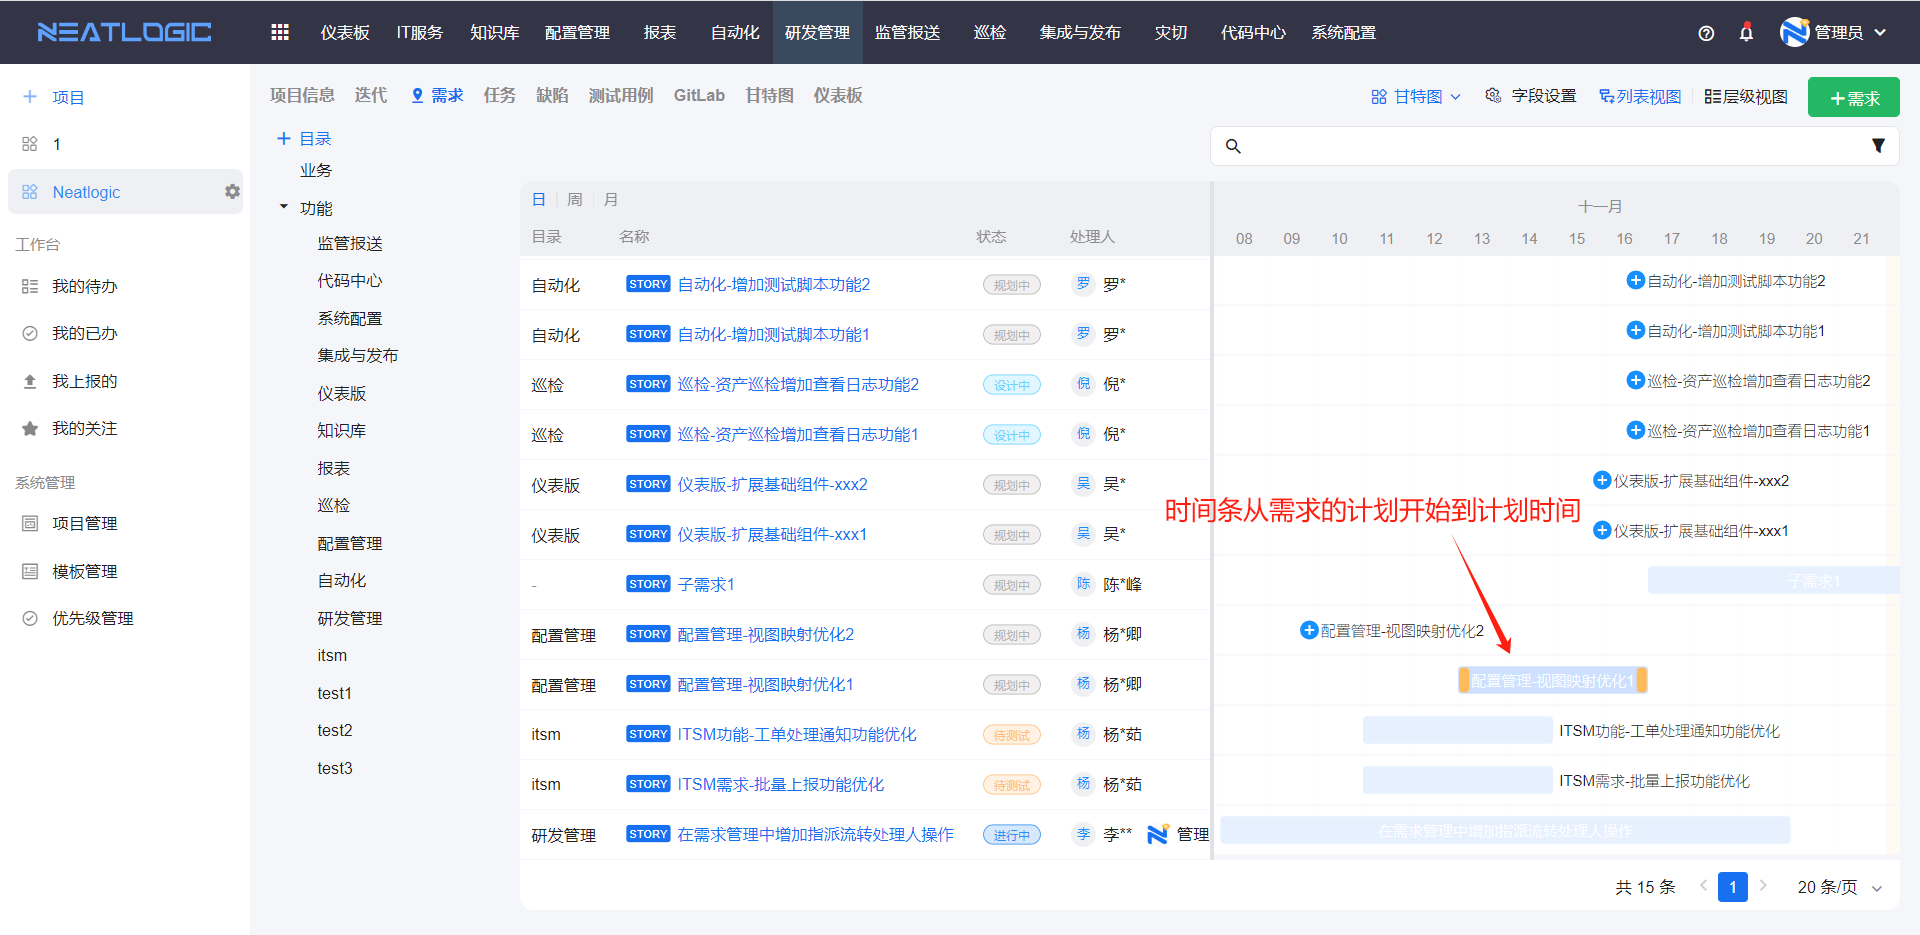 NEATLOGIC
仪表板 IT服务 知识库 配置管理 报表 自动化 研发管理 监管报送 巡检 集成与发布 灾切 代码中心 系统配置 管理员
项目
1
Neatlogic
工作台
我的待办
我的已办
我上报的
我的关注
系统管理
项目管理
模板管理
优先级管理
项目信息 迭代 需求 任务 缺陷 测试用例 GitLab 甘特图 仪表板
甘特图 字段设置 列表视图 层级视图 +需求
目录
业务
功能
监管报送
代码中心
系统配置
集成与发布
仪表版
知识库
报表
巡检
配置管理
自动化
研发管理
itsm
test1
test2
test3
日 周 月
目录 名称 状态 处理人
十一月
08 09 10 11 12 13 14 15 16 17 18 19 20 21
自动化 STORY 自动化-增加测试脚本功能2 规划中 罗 罗* 自动化-增加测试脚本功能2
自动化 STORY 自动化-增加测试脚本功能1 规划中 罗 罗* 自动化-增加测试脚本功能1
巡检 STORY 巡检-资产巡检增加查看日志功能2 设计中 倪 倪* 巡检-资产巡检增加查看日志功能2
巡检 STORY 巡检-资产巡检增加查看日志功能1 设计中 倪 倪* 巡检-资产巡检增加查看日志功能1
仪表版 STORY 仪表版-扩展基础组件-xxx2 规划中 吴 吴* 仪表版-扩展基础组件-xxx2
时间条从需求的计划开始到计划时间
仪表版 STORY 仪表版-扩展基础组件-xxx1 规划中 吴 吴* 仪表版-扩展基础组件-xxx1
- STORY 子需求1 规划中 陈 陈*峰 子需求1
配置管理 STORY 配置管理-视图映射优化2 规划中 杨 杨*卿 配置管理-视图映射优化2
配置管理 STORY 配置管理-视图映射优化1 规划中 杨 杨*卿 配置管理-视图映射优化1
itsm STORY ITSM功能-工单处理通知功能优化 待测试 杨 杨*茹 ITSM功能-工单处理通知功能优化
itsm STORY ITSM需求-批量上报功能优化 待测试 杨 杨*茹 ITSM需求-批量上报功能优化
研发管理 STORY 在需求管理中增加指派流转处理人操作 进行中 李 李** 管理 在需求管理中增加指派流转处理人操作
共 15 条 1 20 条/页